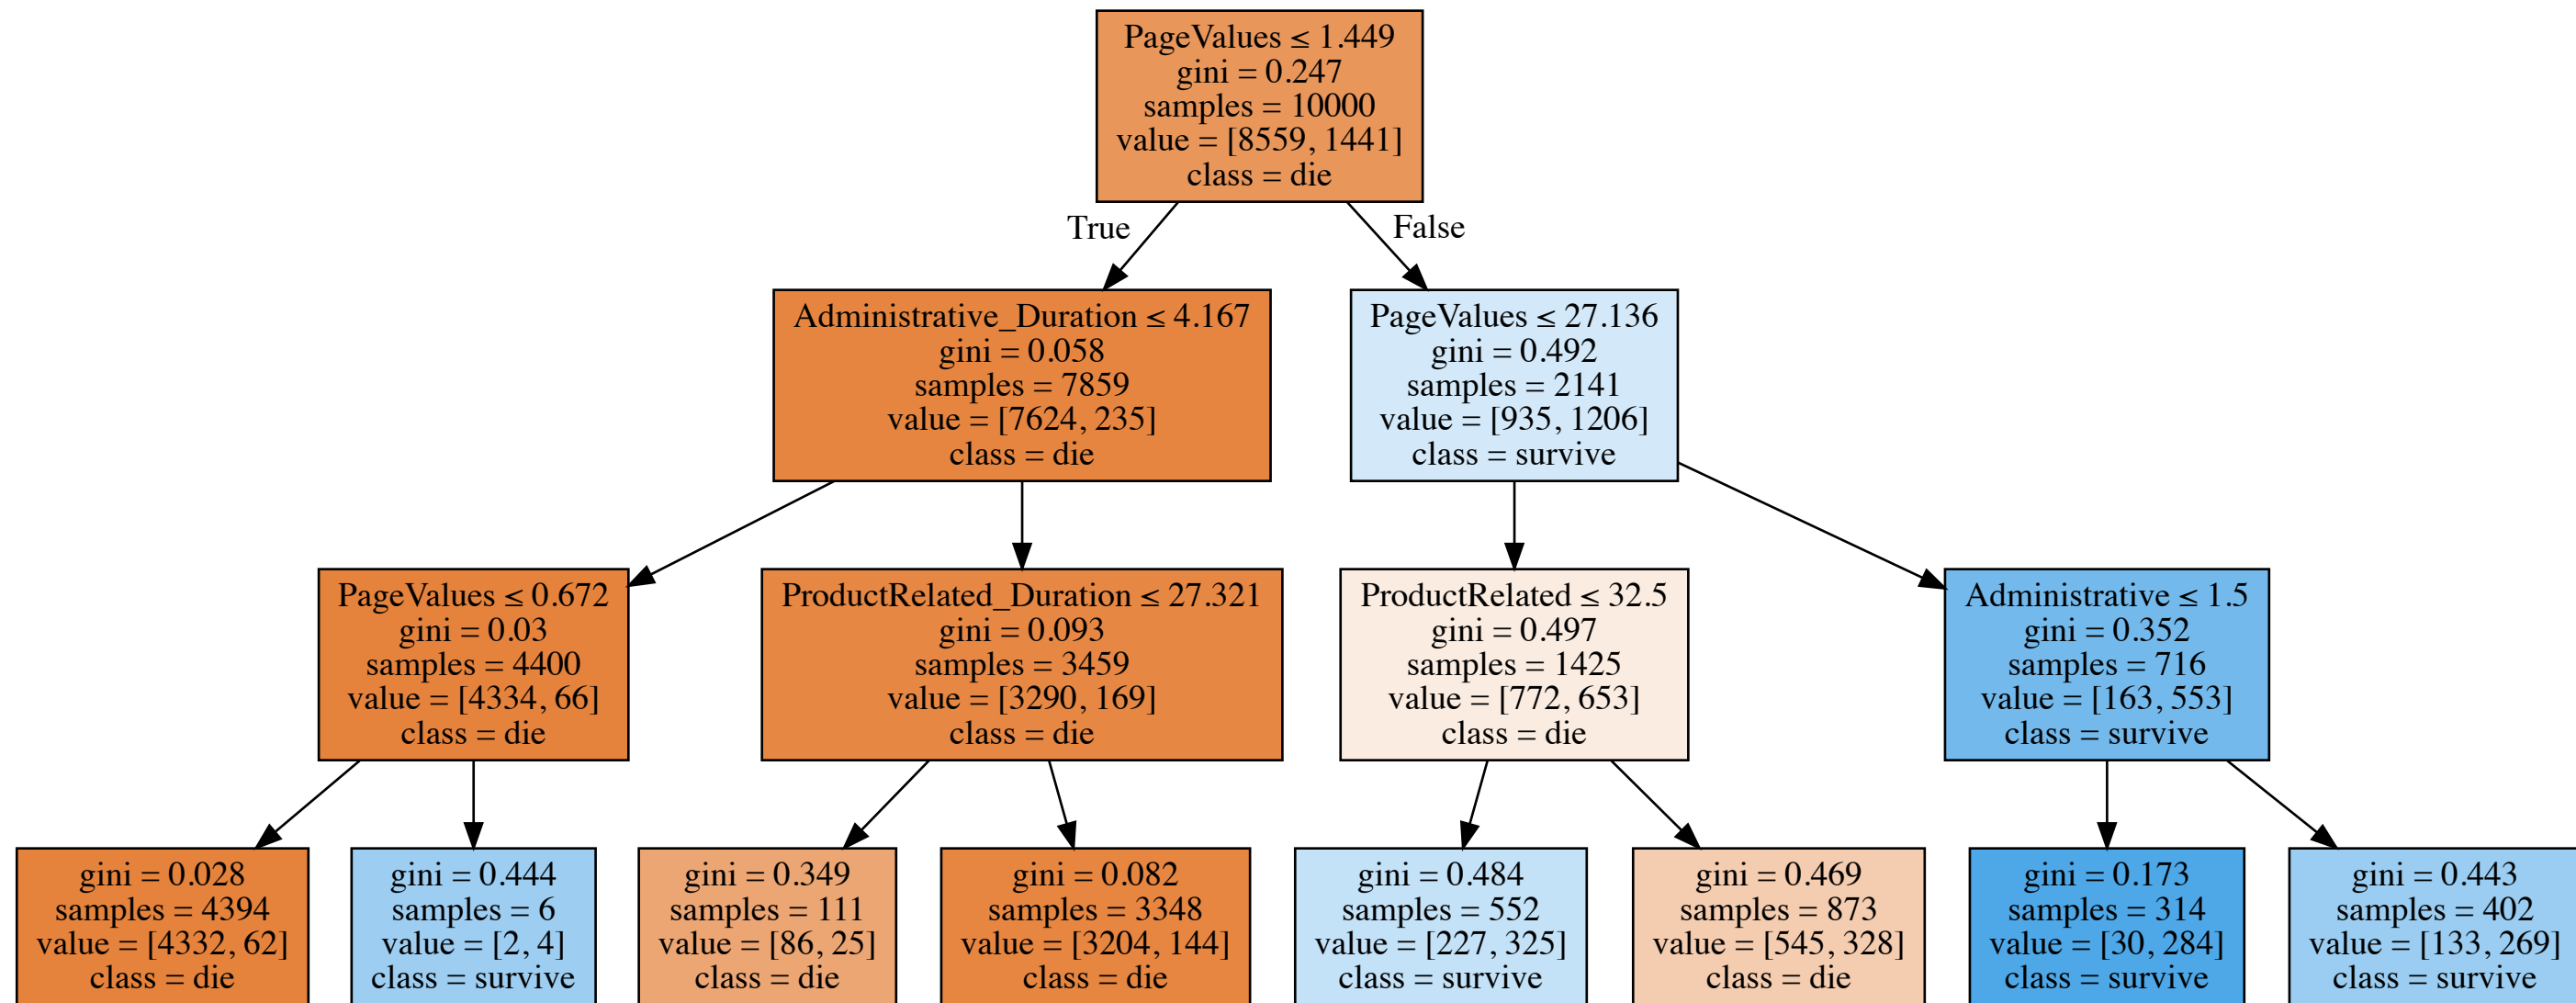 PageValues ≤ 1.449
gini = 0.247
samples = 10000
value = [8559, 1441]
class = die
True
False
Administrative_Duration ≤ 4.167
gini = 0.058
samples = 7859
value = [7624, 235]
class = die
PageValues ≤ 27.136
gini = 0.492
samples = 2141
value = [935, 1206]
class = survive
PageValues ≤ 0.672
gini = 0.03
samples = 4400
value = [4334, 66]
class = die
ProductRelated_Duration ≤ 27.321
gini = 0.093
samples = 3459
value = [3290, 169]
class = die
ProductRelated ≤ 32.5
gini = 0.497
samples = 1425
value = [772, 653]
class = die
Administrative ≤ 1.5
gini = 0.352
samples = 716
value = [163, 553]
class = survive
gini = 0.028
samples = 4394
value = [4332, 62]
class = die
gini = 0.444
samples = 6
value = [2, 4]
class = survive
gini = 0.349
samples = 111
value = [86, 25]
class = die
gini = 0.082
samples = 3348
value = [3204, 144]
class = die
gini = 0.484
samples = 552
value = [227, 325]
class = survive
gini = 0.469
samples = 873
value = [545, 328]
class = die
gini = 0.173
samples = 314
value = [30, 284]
class = survive
gini = 0.443
samples = 402
value = [133, 269]
class = survive